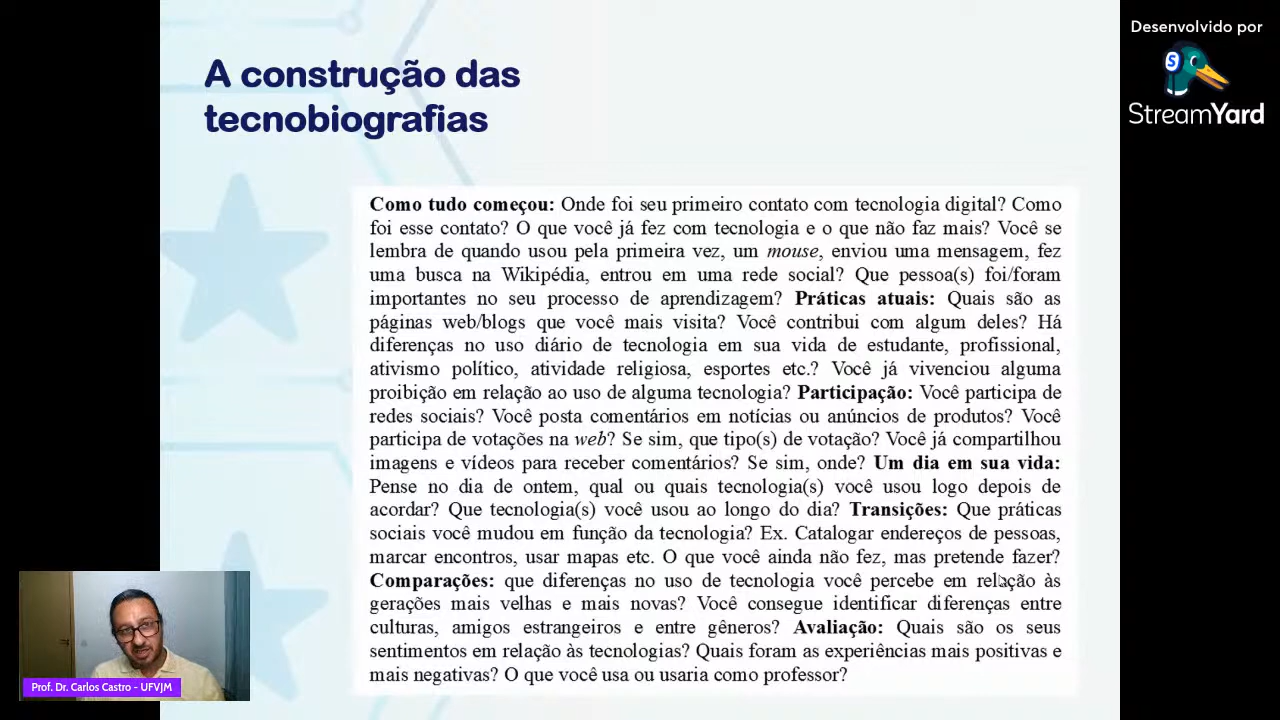 Desenvolvido por
StreamYard
A construção das
tecnobiografias
Como tudo começou: Onde foi seu primeiro contato com tecnologia digital? Como
foi esse contato? O que você já fez com tecnologia e o que não faz mais? Você se
lembra de quando usou pela primeira vez, um mouse, enviou uma mensagem, fez
uma busca na Wikipédia, entrou em uma rede social? Que pessoa(s) foi/foram
importantes no seu processo de aprendizagem? Práticas atuais: Quais são as
páginas web/blogs que você mais visita? Você contribui com algum deles? Há
diferenças no uso diário de tecnologia em sua vida de estudante, profissional,
ativismo político, atividade religiosa, esportes etc.? Você já vivenciou alguma
proibição em relação ao uso de alguma tecnologia? Participação: Você participa de
redes sociais? Você posta comentários em notícias ou anúncios de produtos? Você
participa de votações na web? Se sim, que tipo(s) de votação? Você já compartilhou
imagens e vídeos para receber comentários? Se sim, onde? Um dia em sua vida:
Pense no dia de ontem, qual ou quais tecnologia(s) você usou logo depois de
acordar? Que tecnologia(s) você usou ao longo do dia? Transições: Que práticas
sociais você mudou em função da tecnologia? Ex. Catalogar endereços de pessoas,
marcar encontros, usar mapas etc. O que você ainda não fez, mas pretende fazer?
Comparações: que diferenças no uso de tecnologia você percebe em relação às
gerações mais velhas e mais novas? Você consegue identificar diferenças entre
culturas, amigos estrangeiros e entre gêneros? Avaliação: Quais são os seus
sentimentos em relação às tecnologias? Quais foram as experiências mais positivas e
mais negativas? O que você usa ou usaria como professor?
Prof. Dr. Carlos Castro - UFVJM